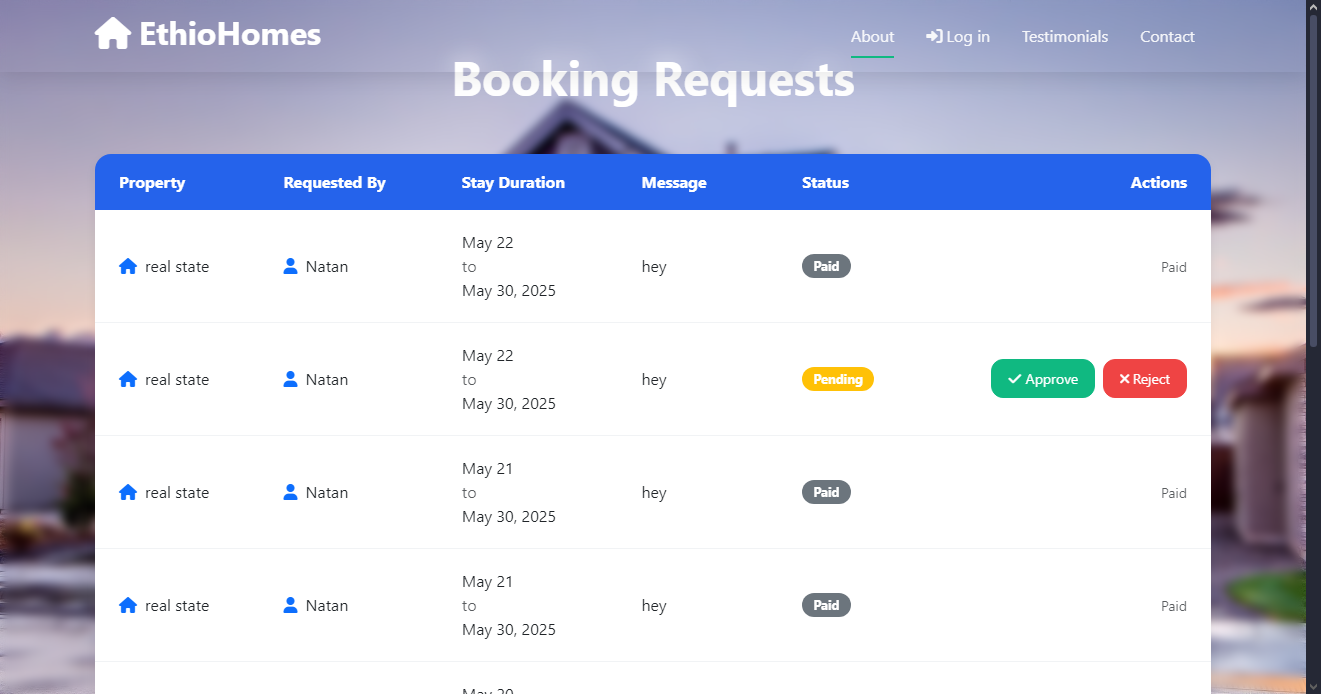 EthioHomes
About Log in Testimonials Contact
Booking Requests
Property Requested By Stay Duration Message Status Actions
May 22
real state Natan to hey Paid Paid
May 30, 2025
May 22
real state Natan to hey Pending Approve Reject
May 30, 2025
May 21
real state Natan to hey Paid Paid
May 30, 2025
May 21
real state Natan to hey Paid Paid
May 30, 2025